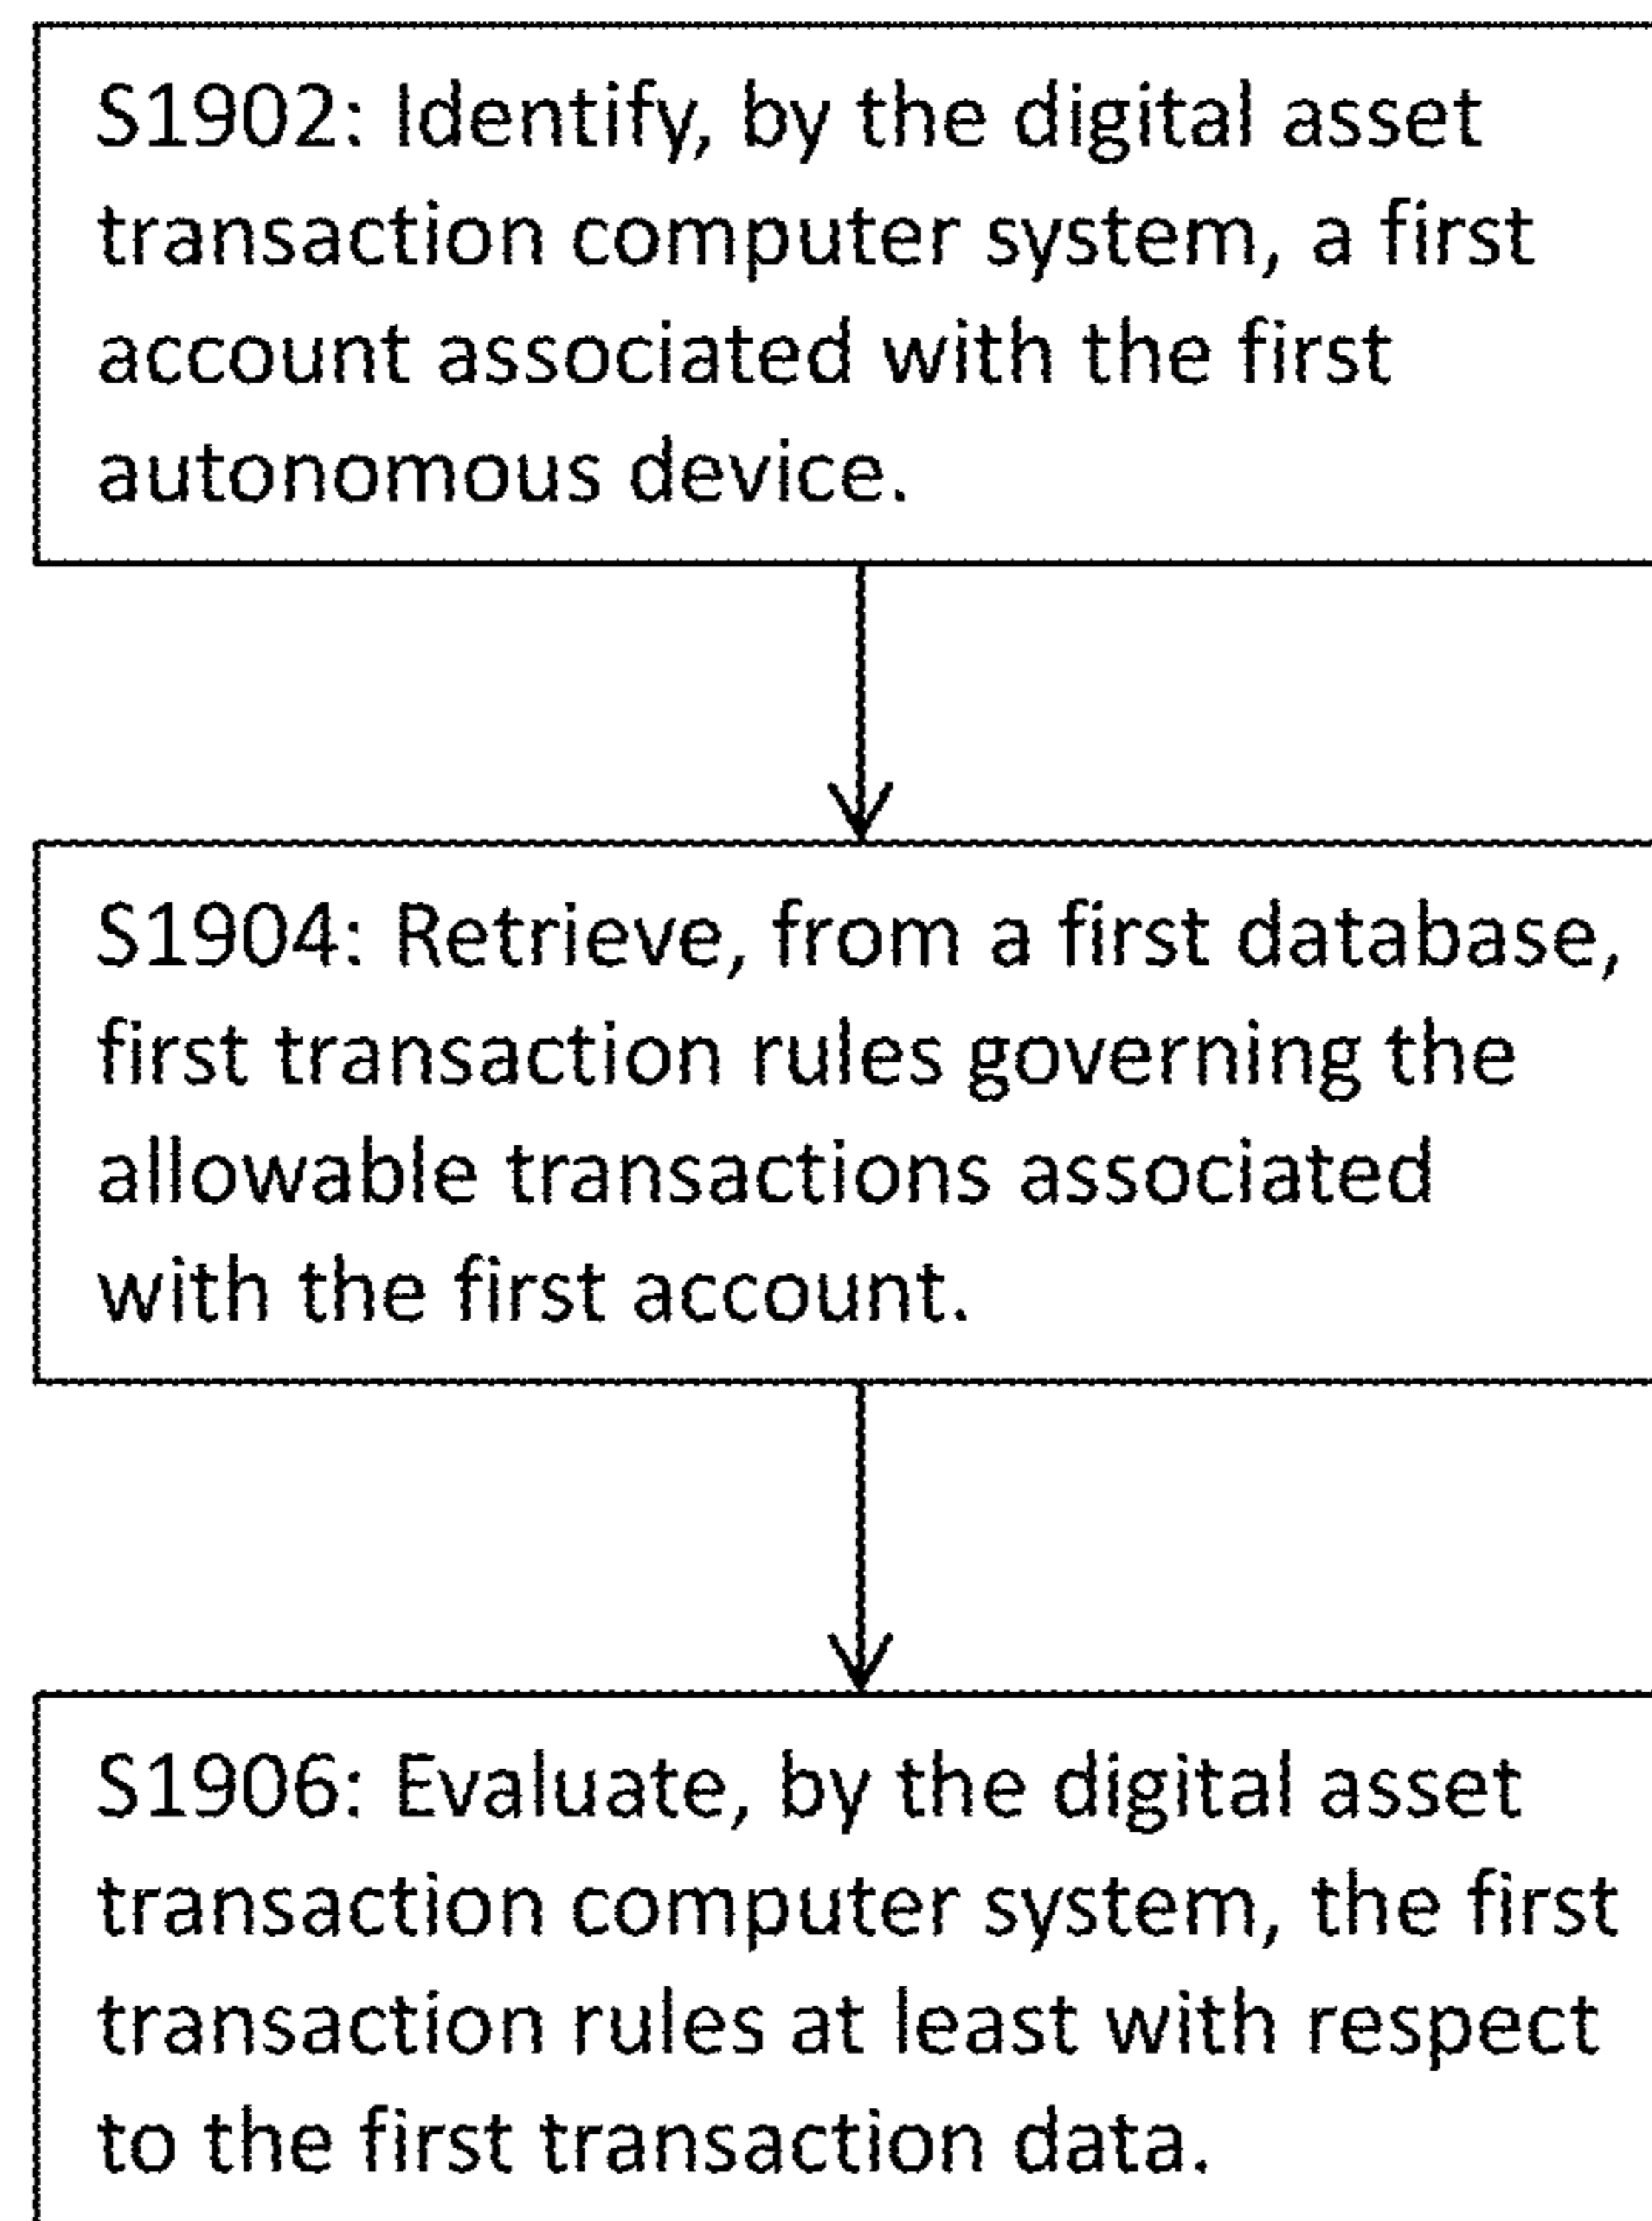 S1902: Identify, by the digital asset
transaction computer system, a first
account associated with the first
autonomous device.
S1904: Retrieve, from a first database,
first transaction rules governing the
allowable transactions associated
with the first account.
S1906: Evaluate, by the digital asset
transaction computer system, the first
transaction rules at least with respect
to the first transaction data.